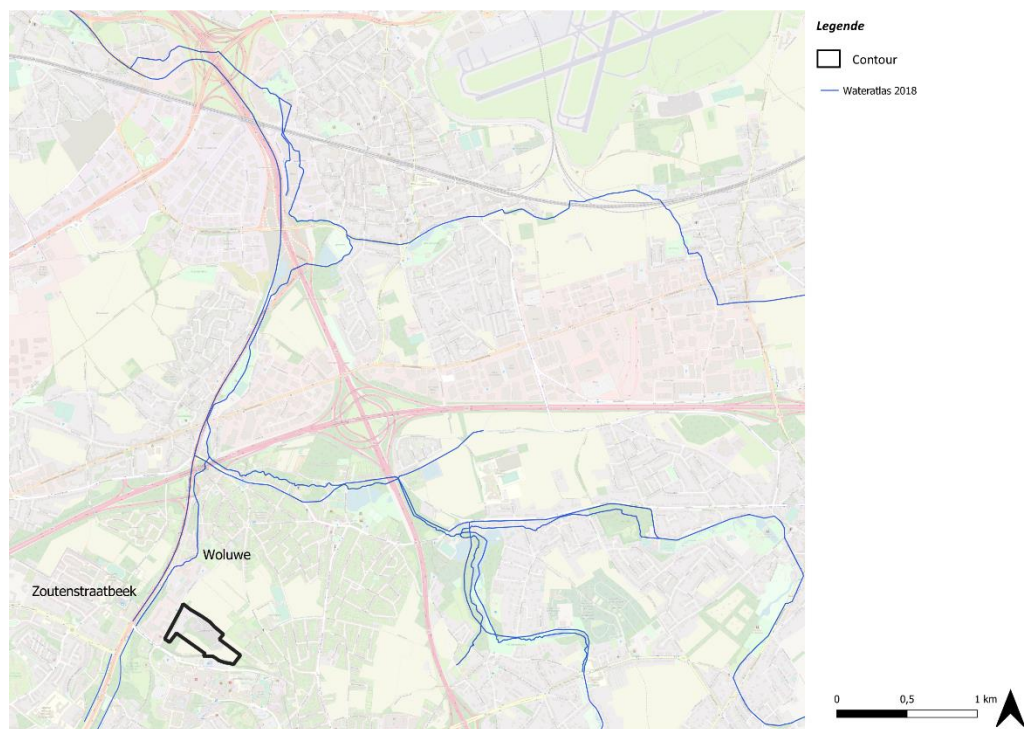 Legende
Contour
Wateratlas 2018
Woluwe
Zoutenstraatbeek
0 0,5 1 km